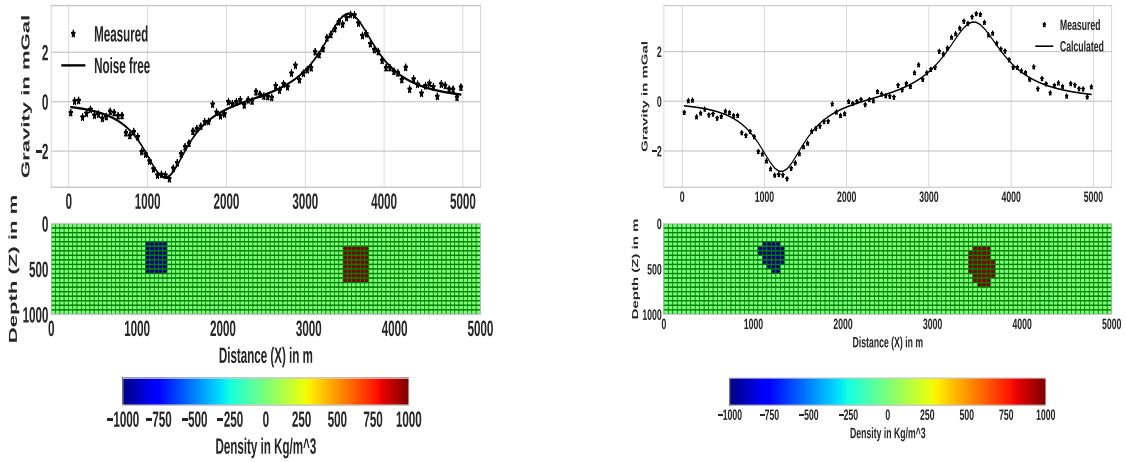 Gravity in mGal
2
0
−2
Measured
Noise free
0 1000 2000 3000 4000 5000
Depth (Z) in m
0
500
1000
0 1000 2000 3000 4000 5000
Distance (X) in m
−1000 −750 −500 −250 0 250 500 750 1000
Density in Kg/m^3
Gravity in mGal
2
0
−2
Measured
Calculated
0 1000 2000 3000 4000 5000
Depth (Z) in m
0
500
1000
0 1000 2000 3000 4000 5000
Distance (X) in m
−1000 −750 −500 −250 0 250 500 750 1000
Density in Kg/m^3